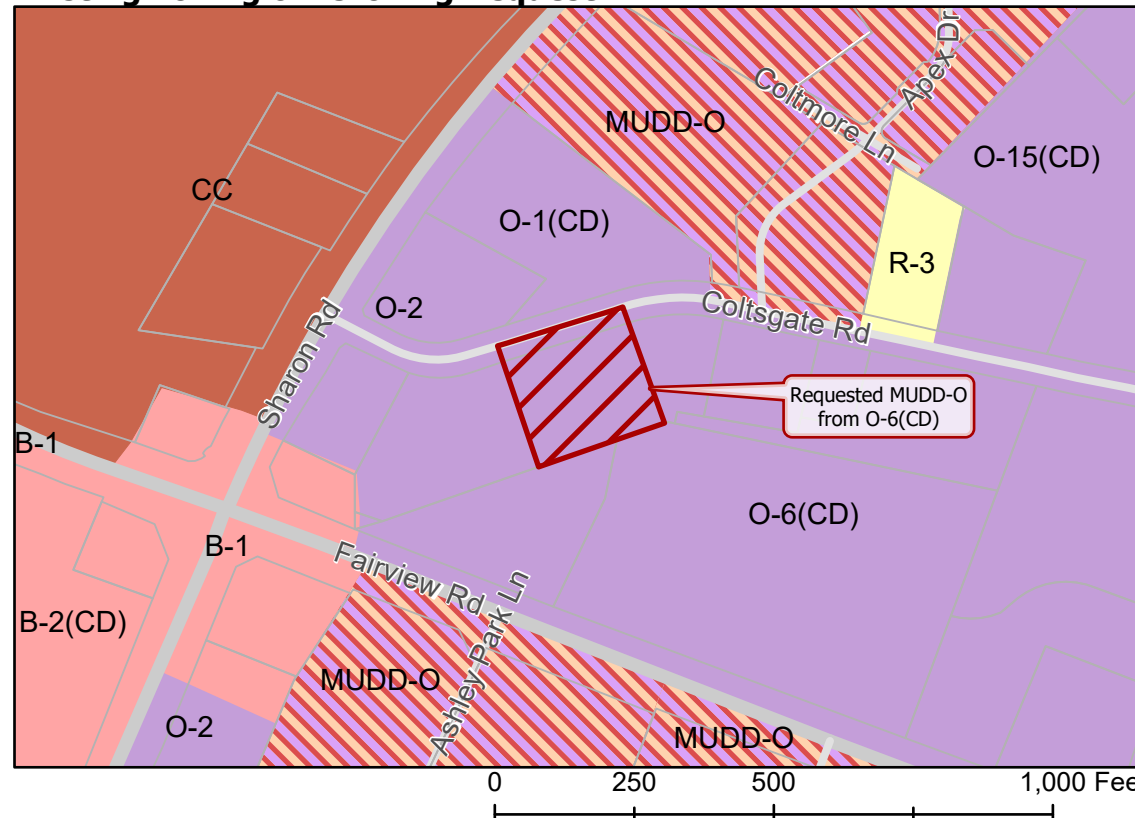 MUDD-O
Coltmore Ln
Apex Dr
O-15(CD)
CC
O-1(CD)
R-3
O-2
Coltsgate Rd
Sharon Rd
Requested MUDD-O
from O-6(CD)
B-1
O-6(CD)
B-1
Fairview Rd
Ashley Park Ln
B-2(CD)
MUDD-O
O-2
MUDD-O
0 250 500 1,000 Fee